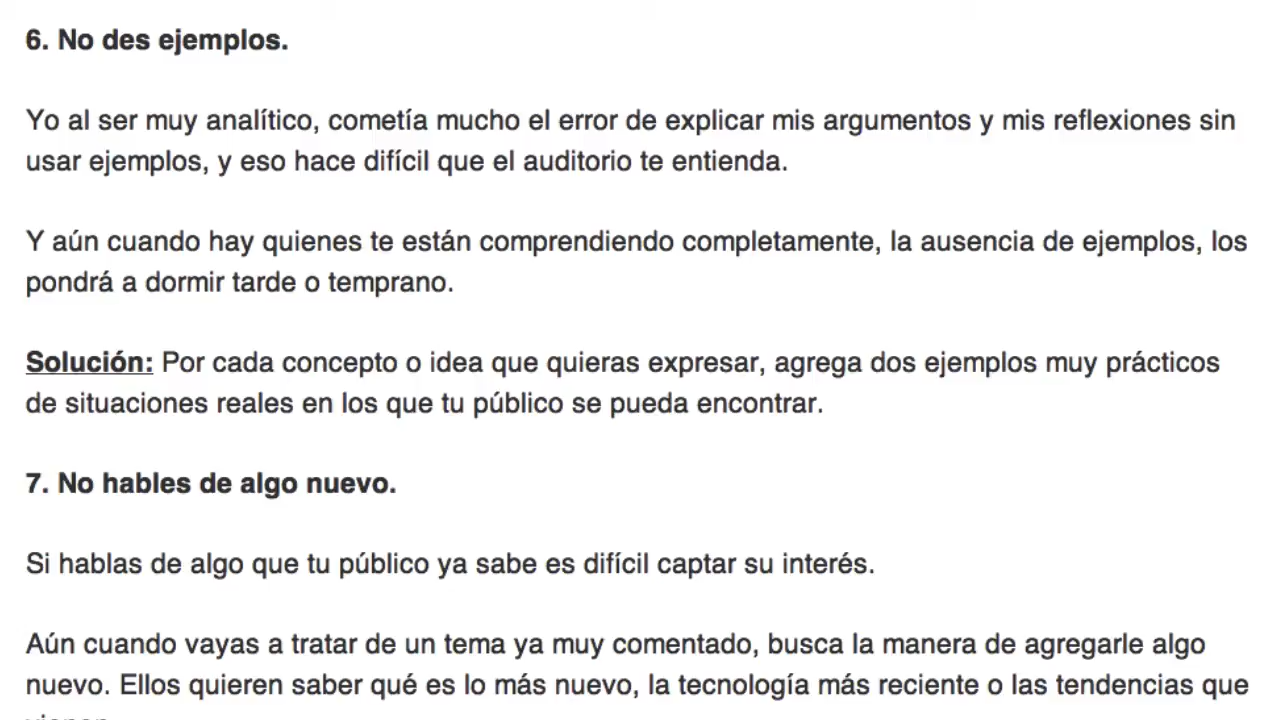 6. No des ejemplos.
Yo al ser muy analítico, cometía mucho el error de explicar mis argumentos y mis reflexiones sin
usar ejemplos, y eso hace difícil que el auditorio te entienda.
Y aún cuando hay quienes te están comprendiendo completamente, la ausencia de ejemplos, los
pondrá a dormir tarde o temprano.
Solución: Por cada concepto o idea que quieras expresar, agrega dos ejemplos muy prácticos
de situaciones reales en los que tu público se pueda encontrar.
7. No hables de algo nuevo.
Si hablas de algo que tu público ya sabe es difícil captar su interés.
Aún cuando vayas a tratar de un tema ya muy comentado, busca la manera de agregarle algo
nuevo. Ellos quieren saber qué es lo más nuevo, la tecnología más reciente o las tendencias que